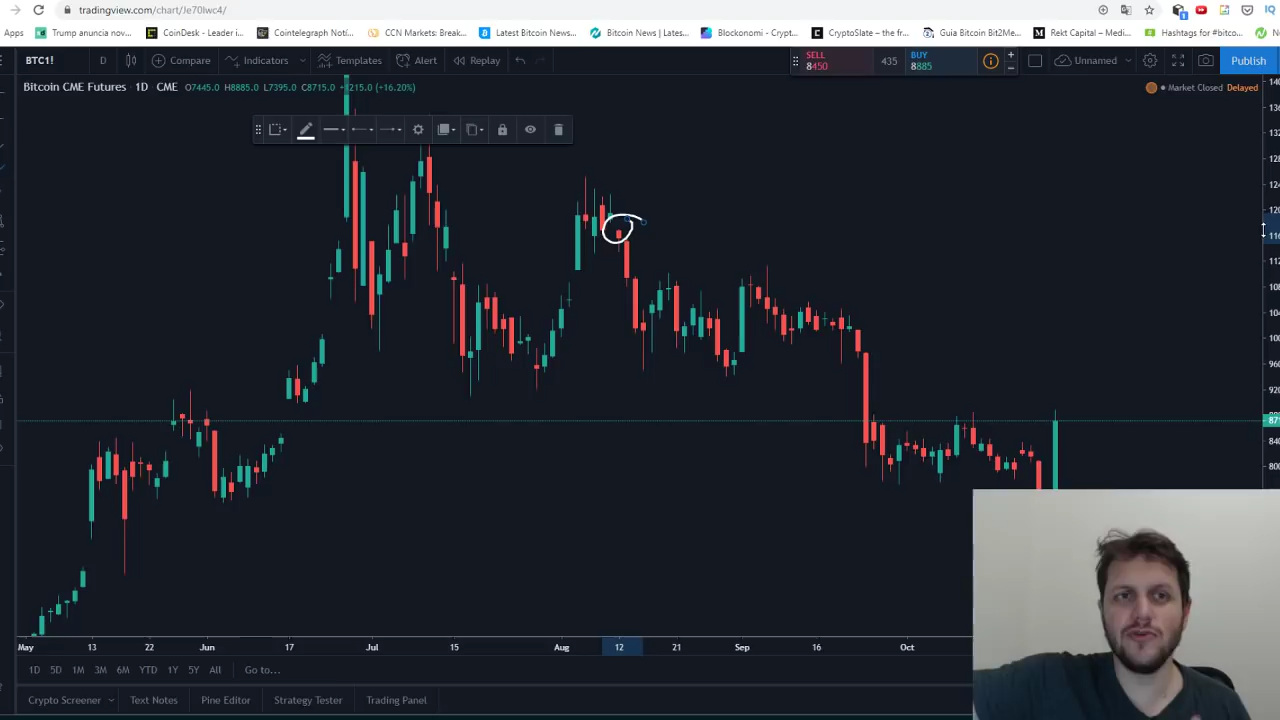 tradingview.com/chart/Je70lwc4/
Apps Trump anuncia nov... CoinDesk - Leader i... Cointelegraph Notí... CCN Markets: Break... Latest Bitcoin News... Bitcoin News | Lates... Blockonomi - Crypt... CryptoSlate – the fr... Guia Bitcoin Bit2Me... Rekt Capital – Medi... Hashtags for #bitco...
BTC1! D Compare Indicators Templates Alert Replay SELL 8450 435 BUY 8885 Unnamed Publish
Bitcoin CME Futures · 1D · CME O7445.0 H8885.0 L7395.0 C8715.0 +1215.0 (+16.20%) Market Closed Delayed
May 13 22 Jun 17 Jul 15 Aug 12 21 Sep 16 Oct
1D 5D 1M 3M 6M YTD 1Y 5Y All Go to...
Crypto Screener Text Notes Pine Editor Strategy Tester Trading Panel